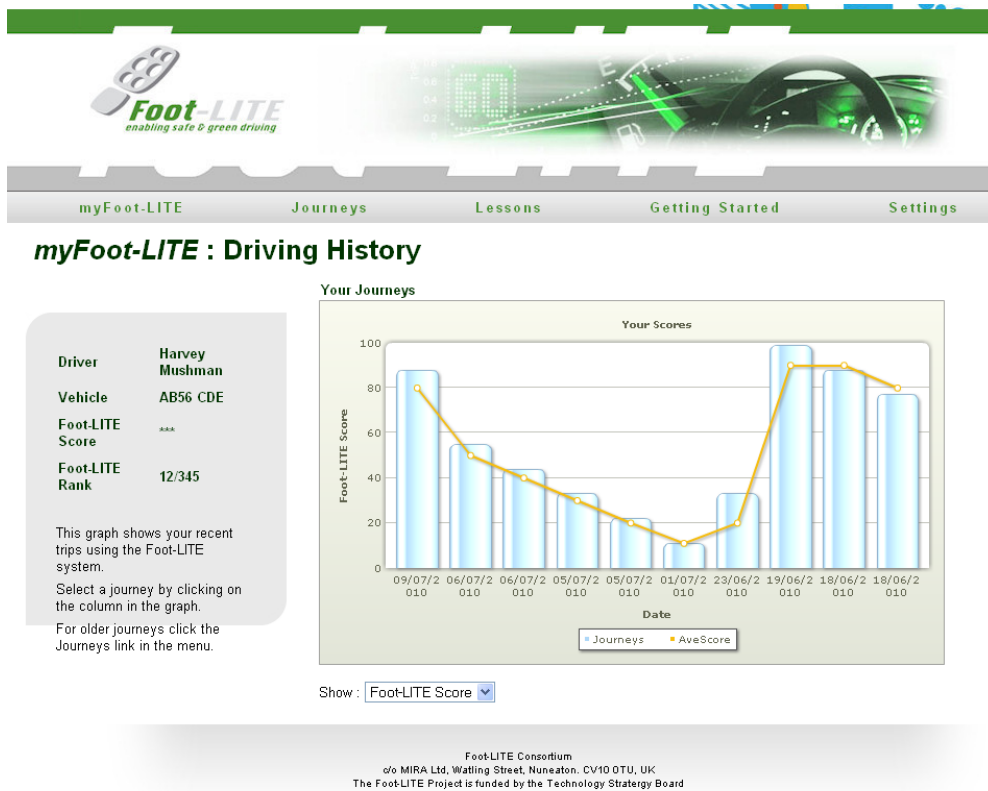 Foot-LITE
enabling safe & green driving
60
E
myFoot-LITE
Journeys
Lessons
Getting Started
Settings
myFoot-LITE : Driving History
Your Journeys
Driver
Harvey
Mushman
Vehicle
AB56 CDE
Foot-LITE
Score
***
Foot-LITE
Rank
12/345
This graph shows your recent
trips using the Foot-LITE
system.
Select a journey by clicking on
the column in the graph.
For older journeys click the
Journeys link in the menu.
Your Scores
Foot-LITE Score
100
80
60
40
20
0
09/07/2
010
06/07/2
010
06/07/2
010
05/07/2
010
05/07/2
010
01/07/2
010
23/06/2
010
19/06/2
010
18/06/2
010
18/06/2
010
Date
Journeys
AveScore
Show : Foot-LITE Score
Foot-LITE Consortium
c/o MIRA Ltd, Watling Street, Nuneaton. CV10 0TU, UK
The Foot-LITE Project is funded by the Technology Stratergy Board